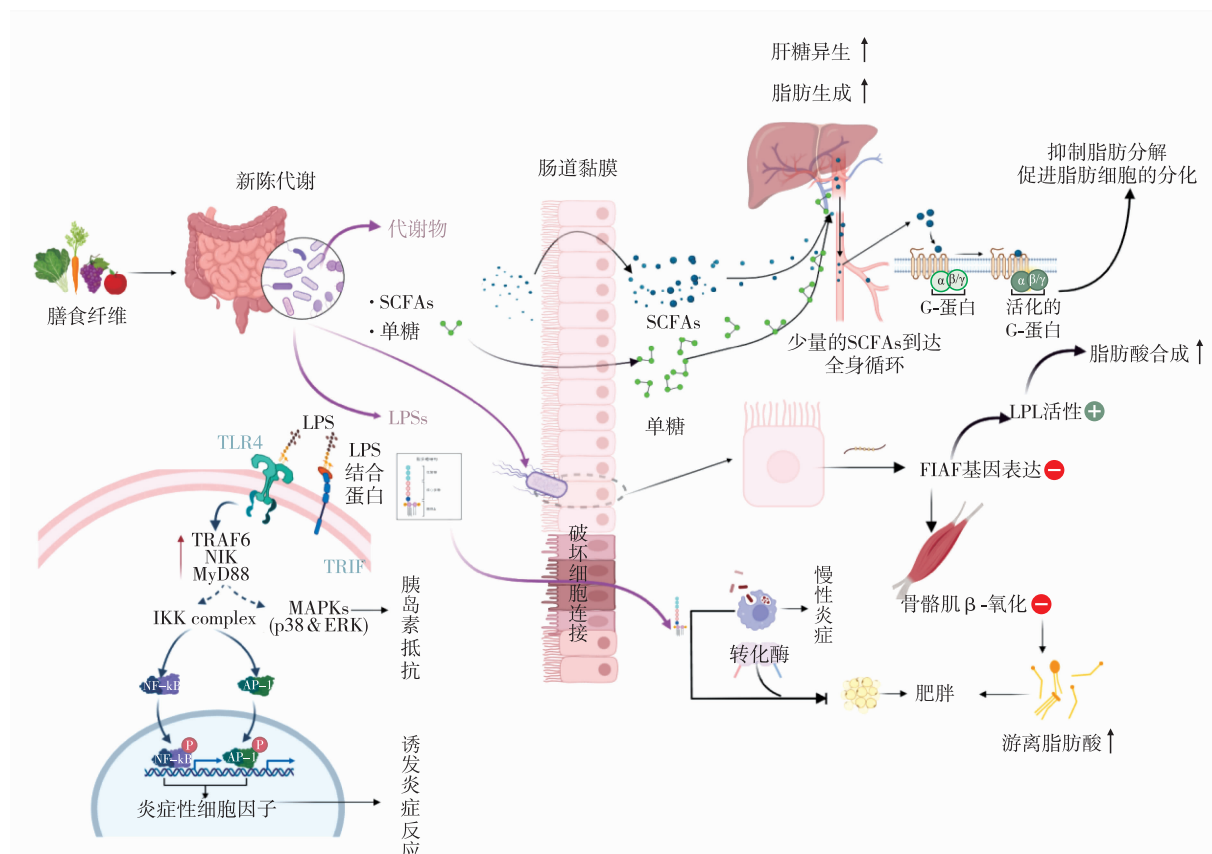 肝糖异生
脂肪生成
抑制脂肪分解
促进脂肪细胞的分化
肠道黏膜
新陈代谢
代谢物
膳食纤维
·SCFAs
·单糖
SCFAs
α
β/γ
α
β/γ
G-蛋白
活化的
G-蛋白
少量的SCFAs到达
全身循环
脂肪酸合成
单糖
LPSs
LPL活性
+
TLR4
LPS
LPS
结合
蛋白
FIAF基因表达
TRAF6
NIK
MyD88
TRIF
破坏细胞连接
慢性炎症
IKK complex
MAPKs
(p38&ERK)
胰岛素抵抗
骨骼肌β-氧化
转化酶
NF-kB
AP-1
肥胖
游离脂肪酸
P
P
NF-kB
AP-1
炎症性细胞因子
诱发炎症反应